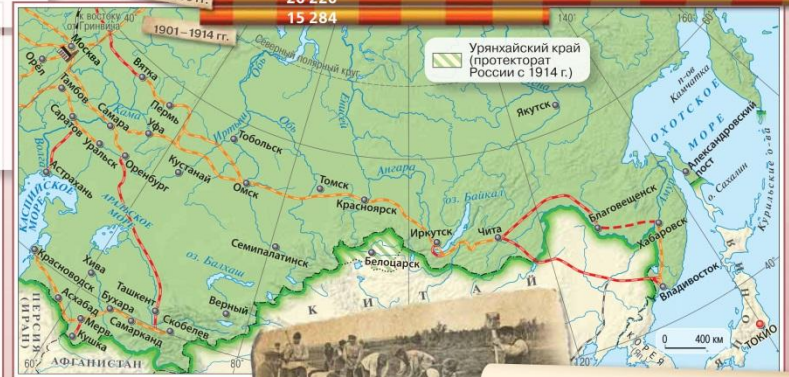 15 284
1901–1914 гг.
к востоку
от Гринвича
40°
140°
160°
60°
Северный полярный круг
Урянхайский край
(протекторат
России с 1914 г.)
Москва
Орёл
Вятка
Тамбов
Пермь
Кама
Саратов
Самара
Уфа
Иртыш
Обь
Обь
Енисей
Тобольск
Якутск
п-ов
Камчатка
ОХОТСКОЕ
МОРЕ
Александровский
пост
о. Сахалин
Курильские о-ва
Волга
Уральск
Оренбург
Кустанай
Омск
Томск
Красноярск
Ангара
оз. Байкал
Амур
Астрахань
КАСПИЙСКОЕ
МОРЕ
АРАЛЬСКОЕ
МОРЕ
Благовещенск
Хабаровск
Иркутск
Чита
Семипалатинск
Белоцарск
оз. Балхаш
Владивосток
40°
Красноводск
Хива
Ташкент
Верный
Асхабад
Бухара
Скобелев
Мерв
Самарканд
Кушка
ПЕРСИЯ
(ИРАН)
АФГАНИСТАН
КИТАЙ
КОРЕЯ
ЯПОНИЯ
ТОКИО
60°
80°
120°
0 400 км